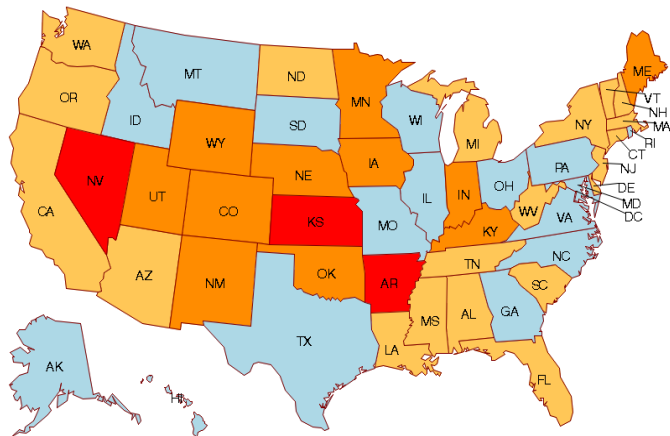 WA
MT
ND
MN
ME
OR
ID
SD
WI
MI
NY
VT
NH
MA
RI
CT
WY
NV
UT
NE
IA
IL
IN
OH
PA
NJ
DE
MD
DC
CA
CO
KS
MO
KY
WV
VA
AZ
NM
OK
AR
TN
NC
SC
TX
LA
MS
AL
GA
FL
AK
HI